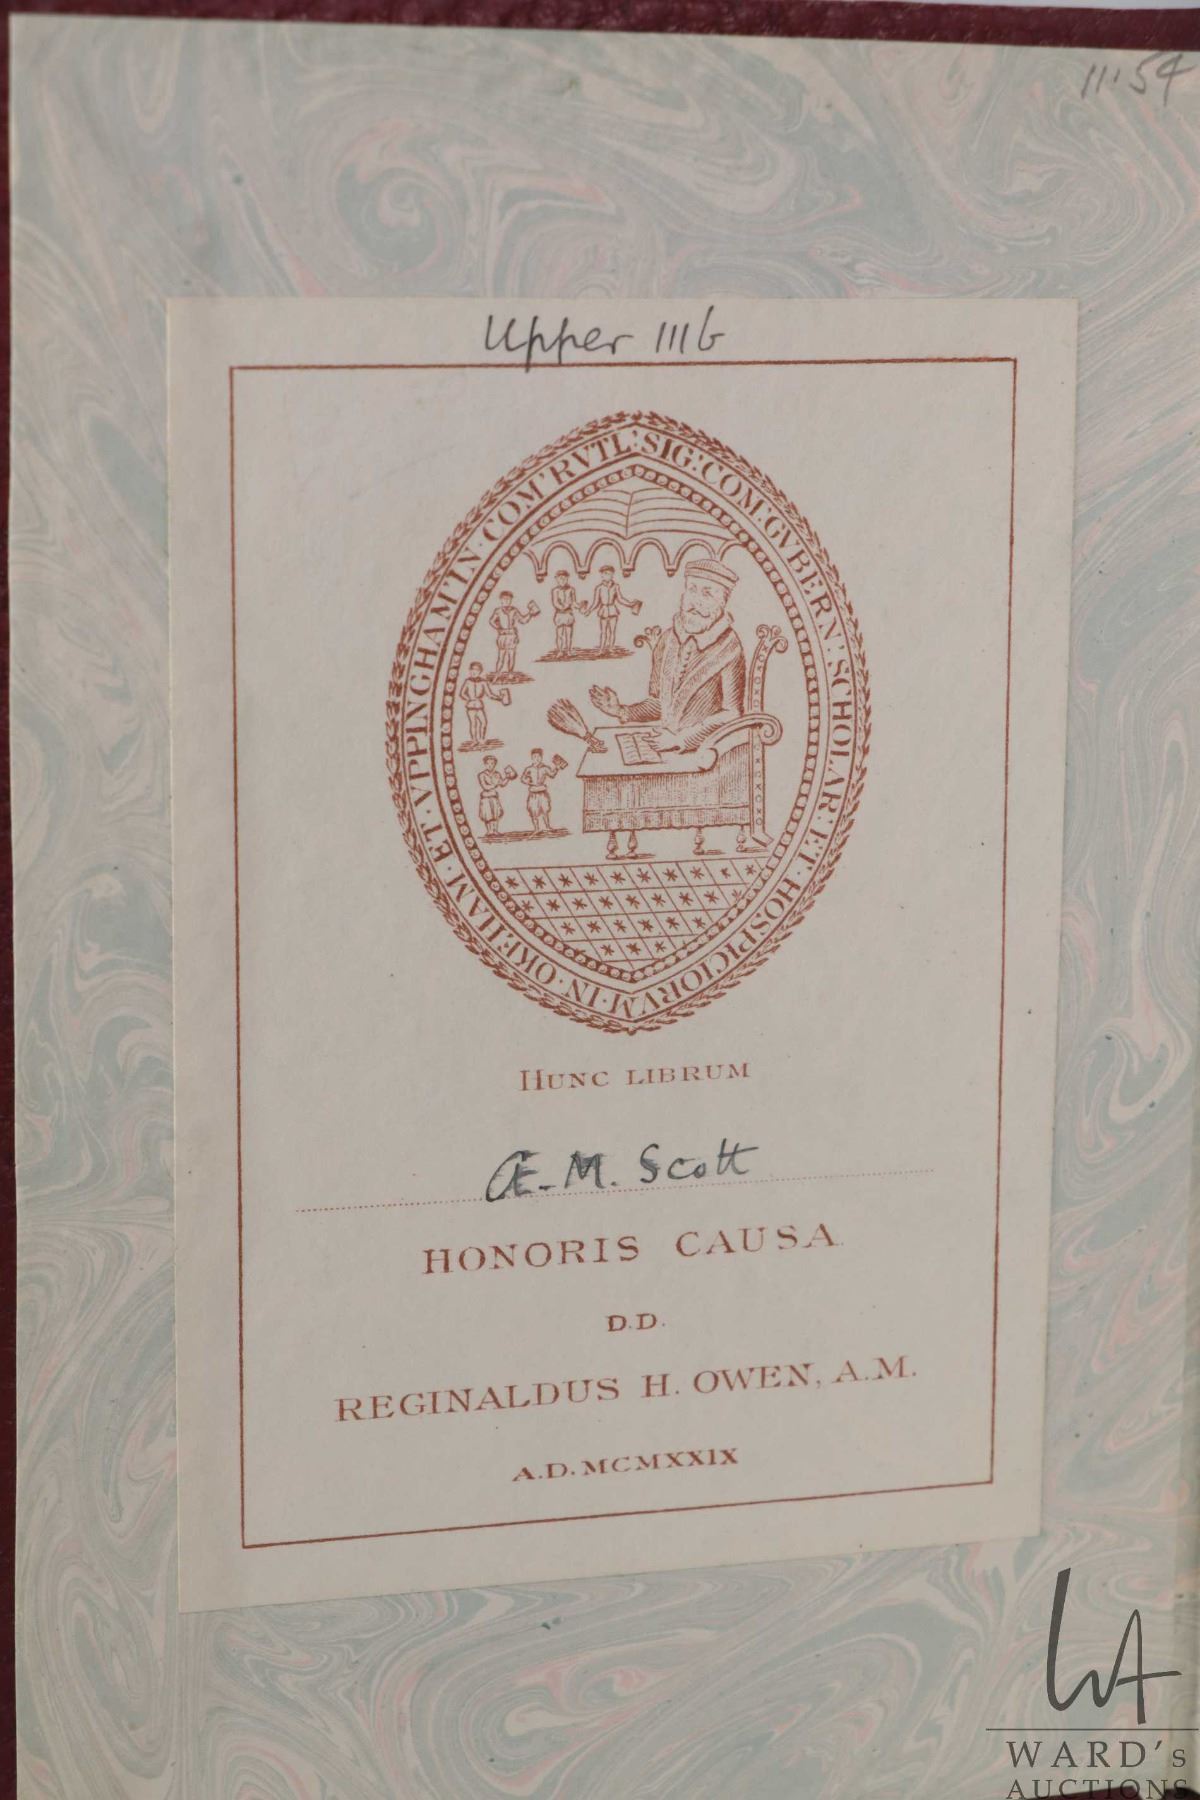 11·54
Upper IIIb
SIG: COM: GVBERN: SCHOLAR: ET· HOSPICIORVM·IN· OKEHAM· ET· VPPINGHAM' IN· COM' RVTL:
HUNC LIBRUM
Æ. M. Scott
HONORIS CAUSA
D.D.
REGINALDUS H. OWEN, A.M.
A.D. MCMXXIX
WA
WARD's
AUCTIONS